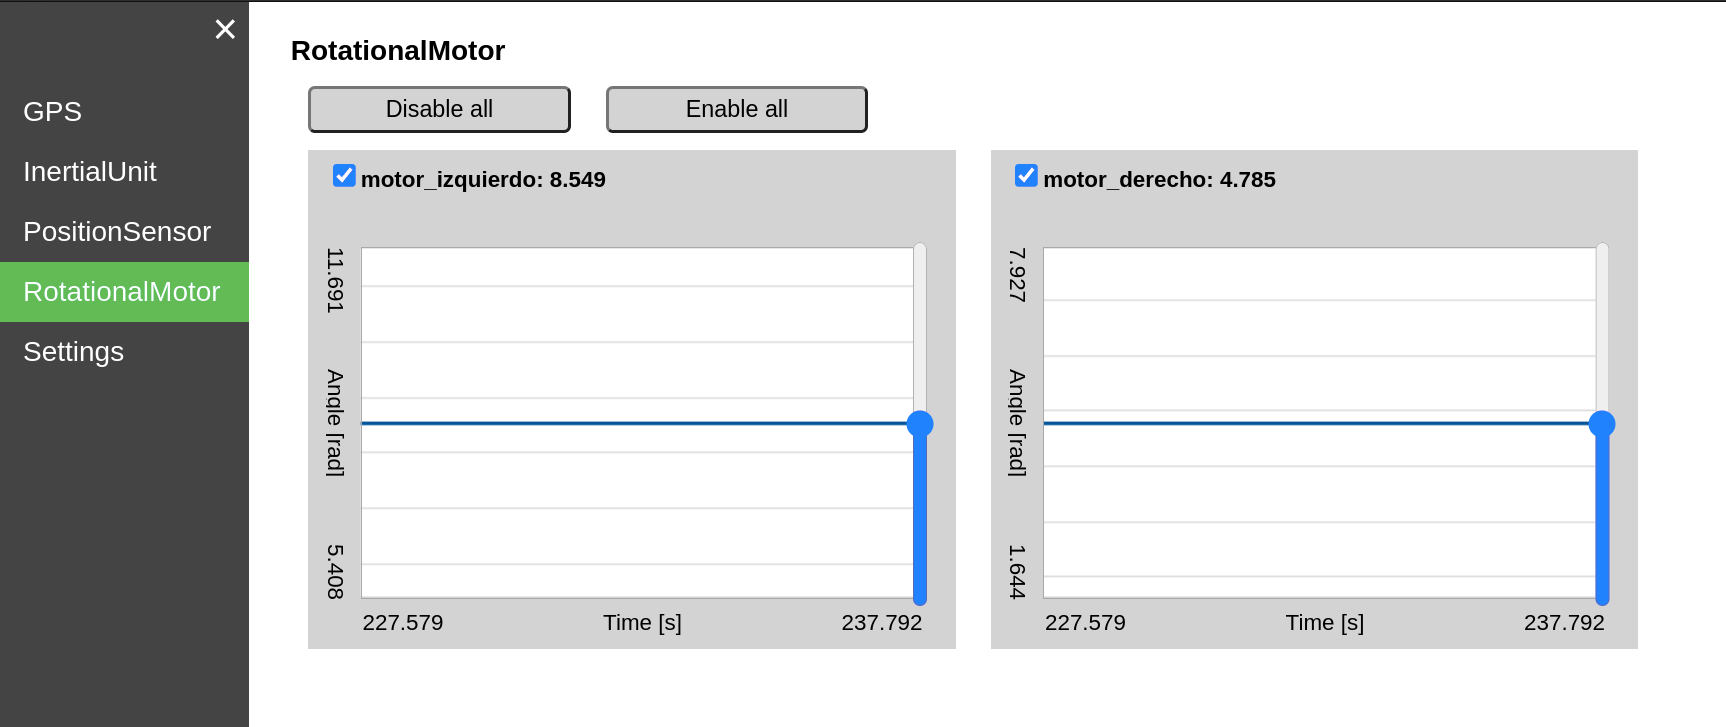 ×
GPS
InertialUnit
PositionSensor
RotationalMotor
Settings
RotationalMotor
Disable all
Enable all
motor_izquierdo: 8.549
11.691
Angle [rad]
5.408
227.579
Time [s]
237.792
motor_derecho: 4.785
7.927
Angle [rad]
1.644
227.579
Time [s]
237.792